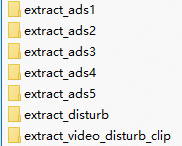 extract_ads1
extract_ads2
extract_ads3
extract_ads4
extract_ads5
extract_disturb
extract_video_disturb_clip